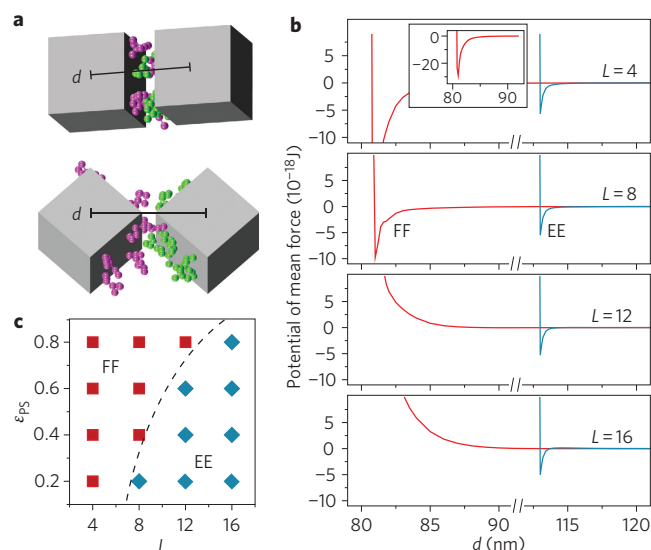 a
d
d
b
Potential of mean force (10⁻¹⁸ J)
0
−20
80 90
5
0
−5
−10
L = 4
5
0
−5
−10
FF EE
L = 8
5
0
−5
−10
L = 12
5
0
−5
−10
L = 16
80 85 90 115 120
d (nm)
c
εPS
0.8
0.6
0.4
0.2
FF
EE
4 8 12 16